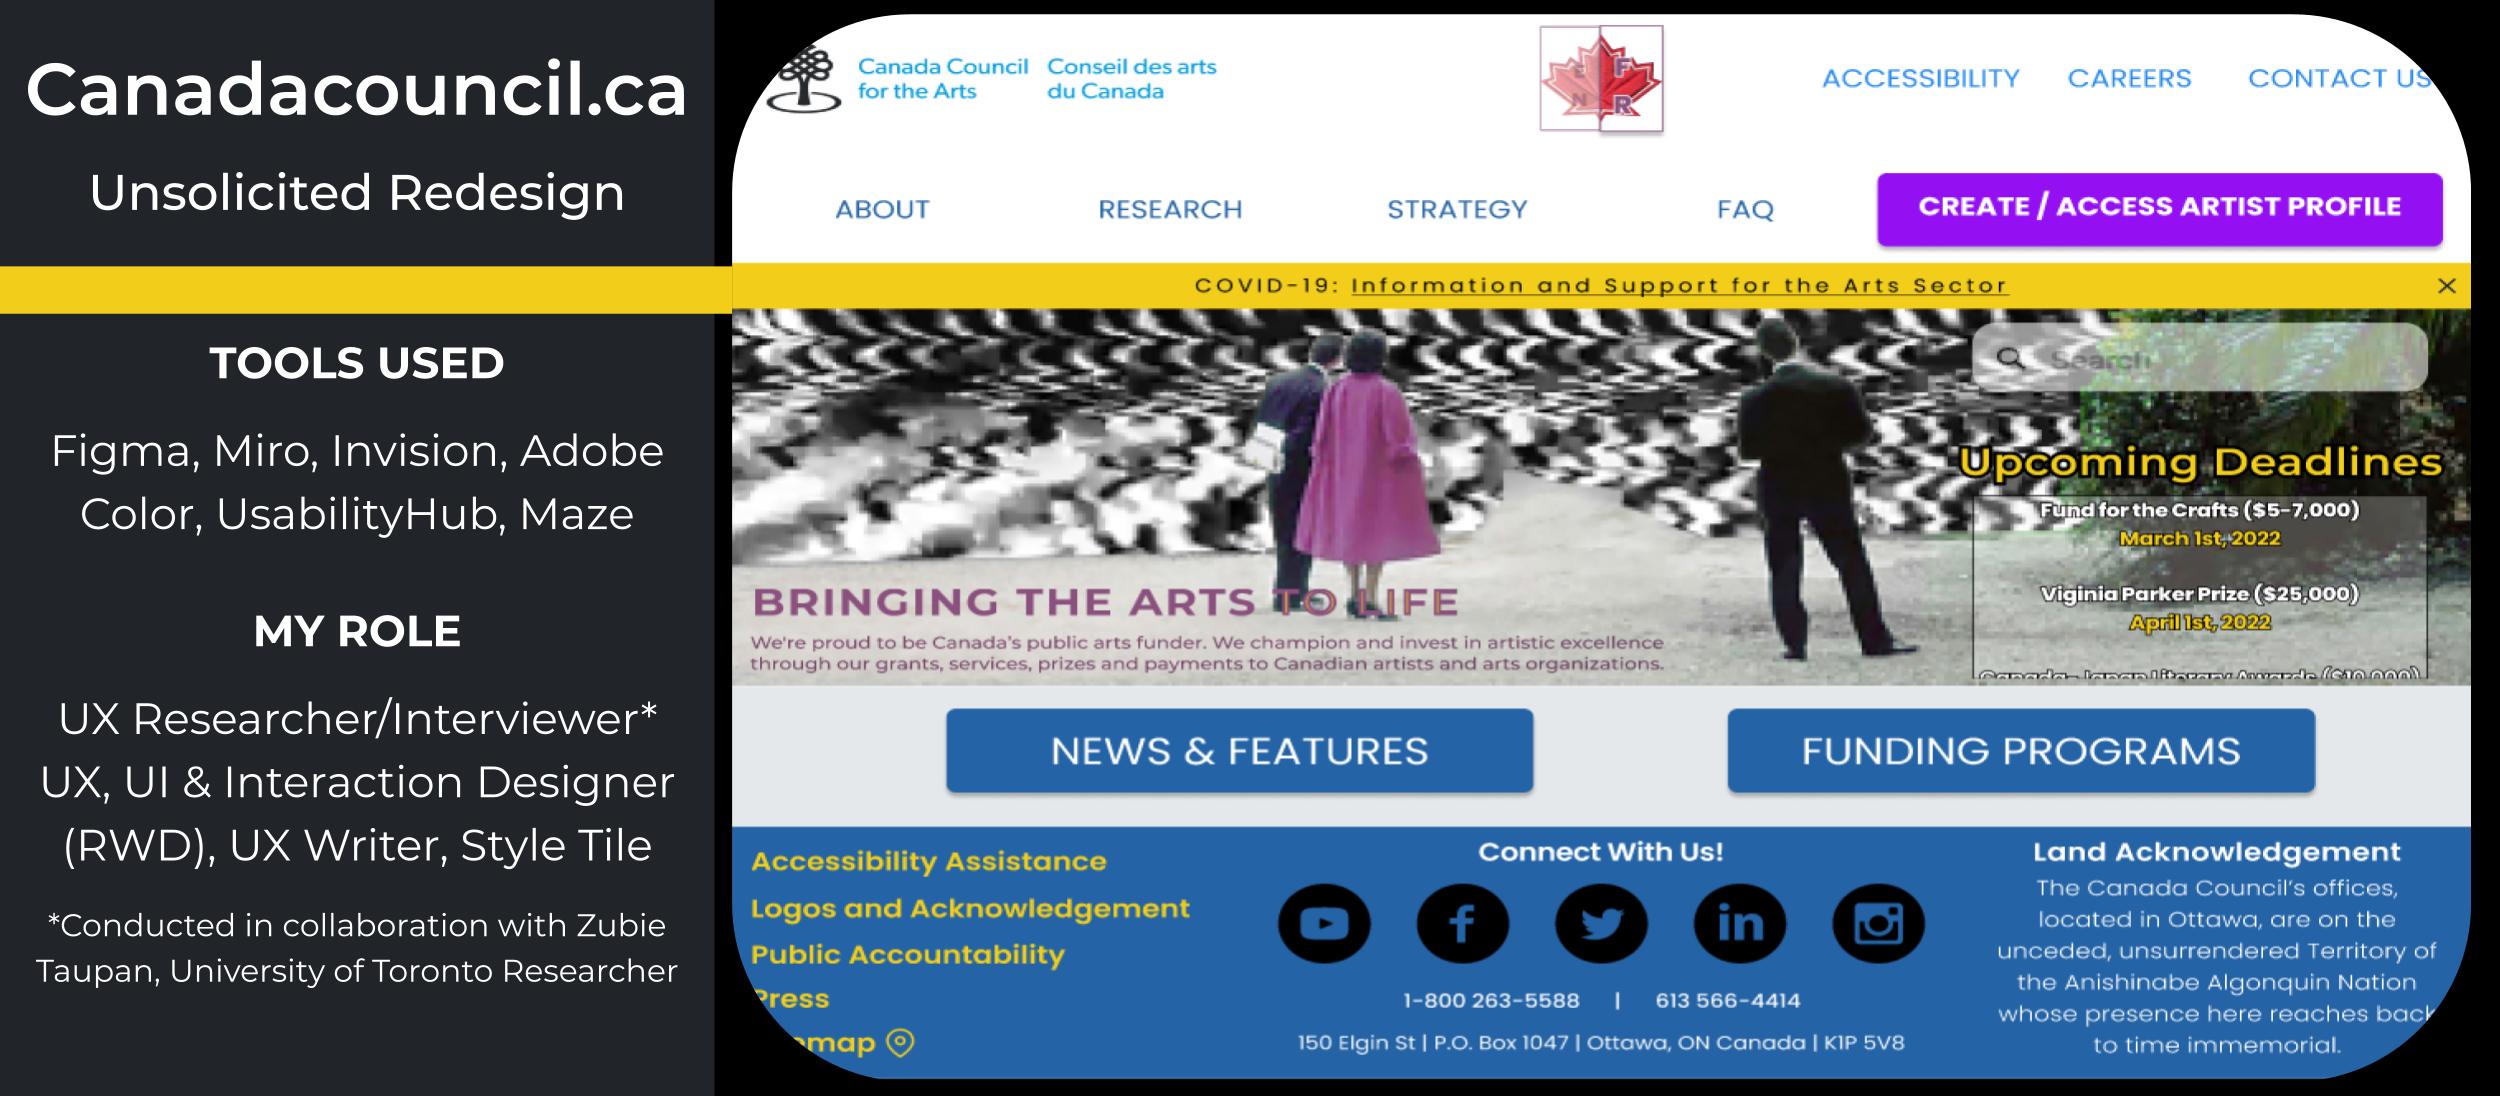 Canadacouncil.ca
Unsolicited Redesign
TOOLS USED
Figma, Miro, Invision, Adobe
Color, UsabilityHub, Maze
MY ROLE
UX Researcher/Interviewer*
UX, UI & Interaction Designer
(RWD), UX Writer, Style Tile
*Conducted in collaboration with Zubie
Taupan, University of Toronto Researcher
Canada Council
for the Arts
Conseil des arts
du Canada
E F
N R
ACCESSIBILITY CAREERS CONTACT US
ABOUT RESEARCH STRATEGY FAQ CREATE / ACCESS ARTIST PROFILE
COVID-19: Information and Support for the Arts Sector
Search
Upcoming Deadlines
Fund for the Crafts ($5-7,000)
March 1st, 2022
Viginia Parker Prize ($25,000)
April 1st, 2022
Canada- Japan Literary Awards ($10,000)
BRINGING THE ARTS TO LIFE
We're proud to be Canada's public arts funder. We champion and invest in artistic excellence
through our grants, services, prizes and payments to Canadian artists and arts organizations.
NEWS & FEATURES FUNDING PROGRAMS
Accessibility Assistance
Logos and Acknowledgement
Public Accountability
Press
emap
Connect With Us!
1-800 263-5588 | 613 566-4414
150 Elgin St | P.O. Box 1047 | Ottawa, ON Canada | K1P 5V8
Land Acknowledgement
The Canada Council's offices,
located in Ottawa, are on the
unceded, unsurrendered Territory of
the Anishinabe Algonquin Nation
whose presence here reaches back
to time immemorial.